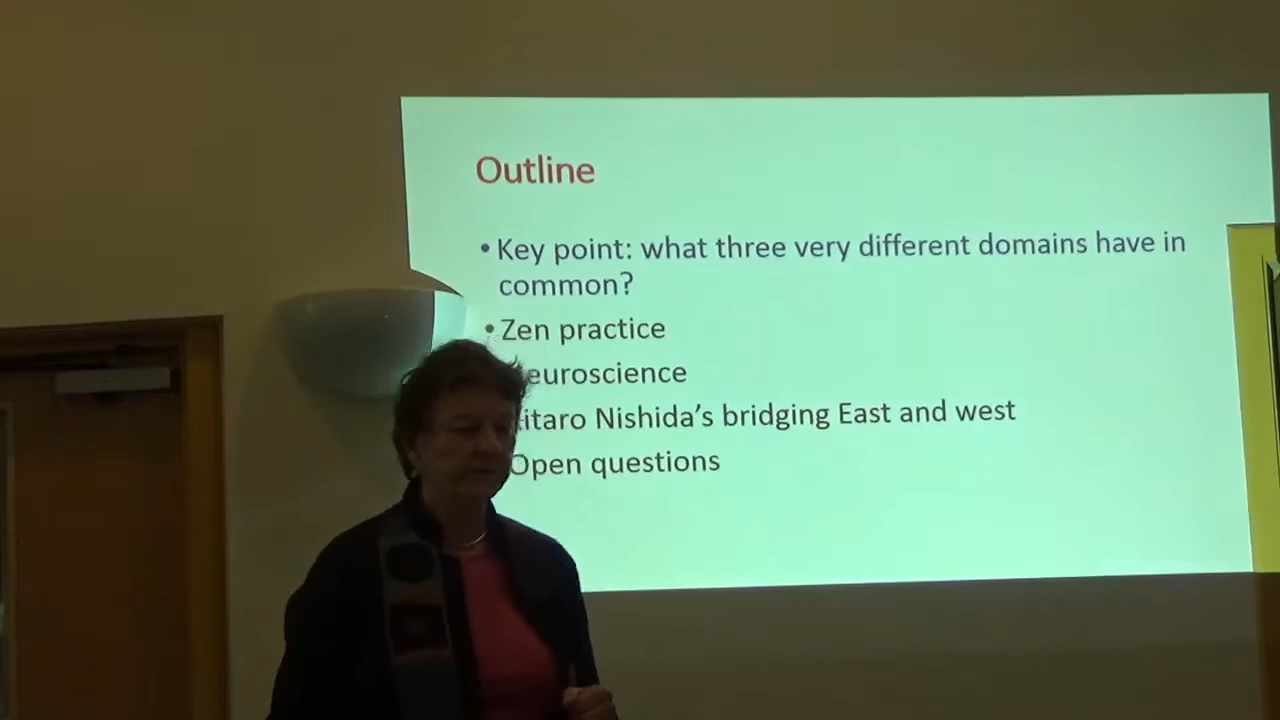 Outline
• Key point: what three very different domains have in
common?
• Zen practice
euroscience
itaro Nishida's bridging East and west
Open questions